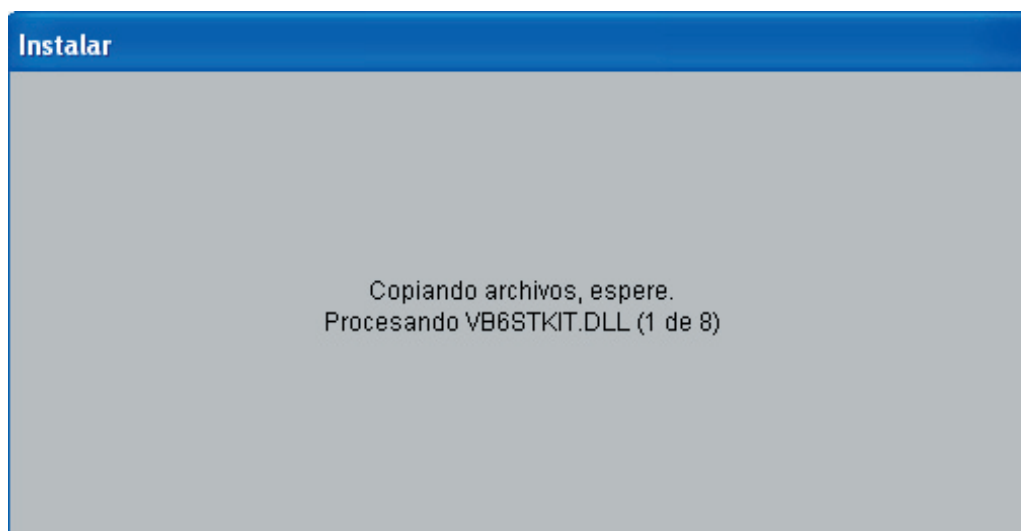 Instalar
Copiando archivos, espere.
Procesando VB6STKIT.DLL (1 de 8)